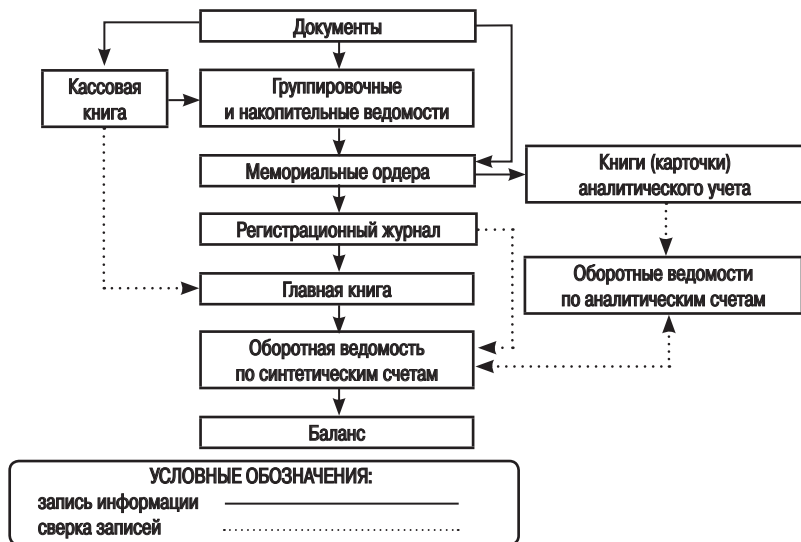 Документы
Кассовая
книга
Группировочные
и накопительные ведомости
Мемориальные ордера
Книги (карточки)
аналитического учета
Регистрационный журнал
Главная книга
Оборотные ведомости
по аналитическим счетам
Оборотная ведомость
по синтетическим счетам
Баланс
УСЛОВНЫЕ ОБОЗНАЧЕНИЯ:
запись информации
сверка записей